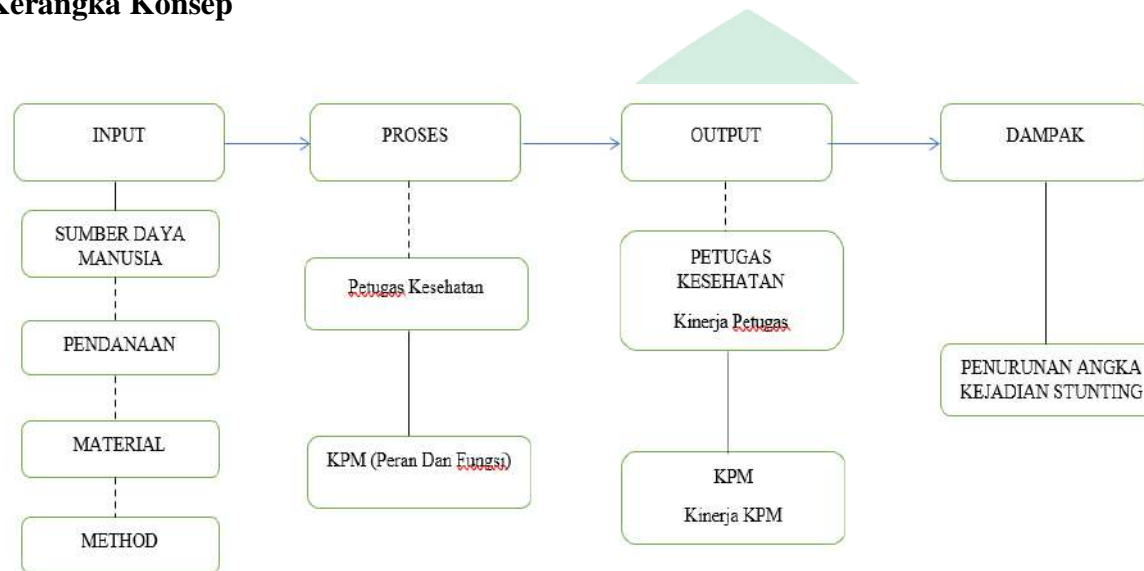 Kerangka Konsep
INPUT
PROSES
OUTPUT
DAMPAK
SUMBER DAYA
MANUSIA
PENDANAAN
MATERIAL
METHOD
Petugas Kesehatan
KPM (Peran Dan Fungsi)
PETUGAS
KESEHATAN
Kinerja Petugas
KPM
Kinerja KPM
PENURUNAN ANGKA
KEJADIAN STUNTING